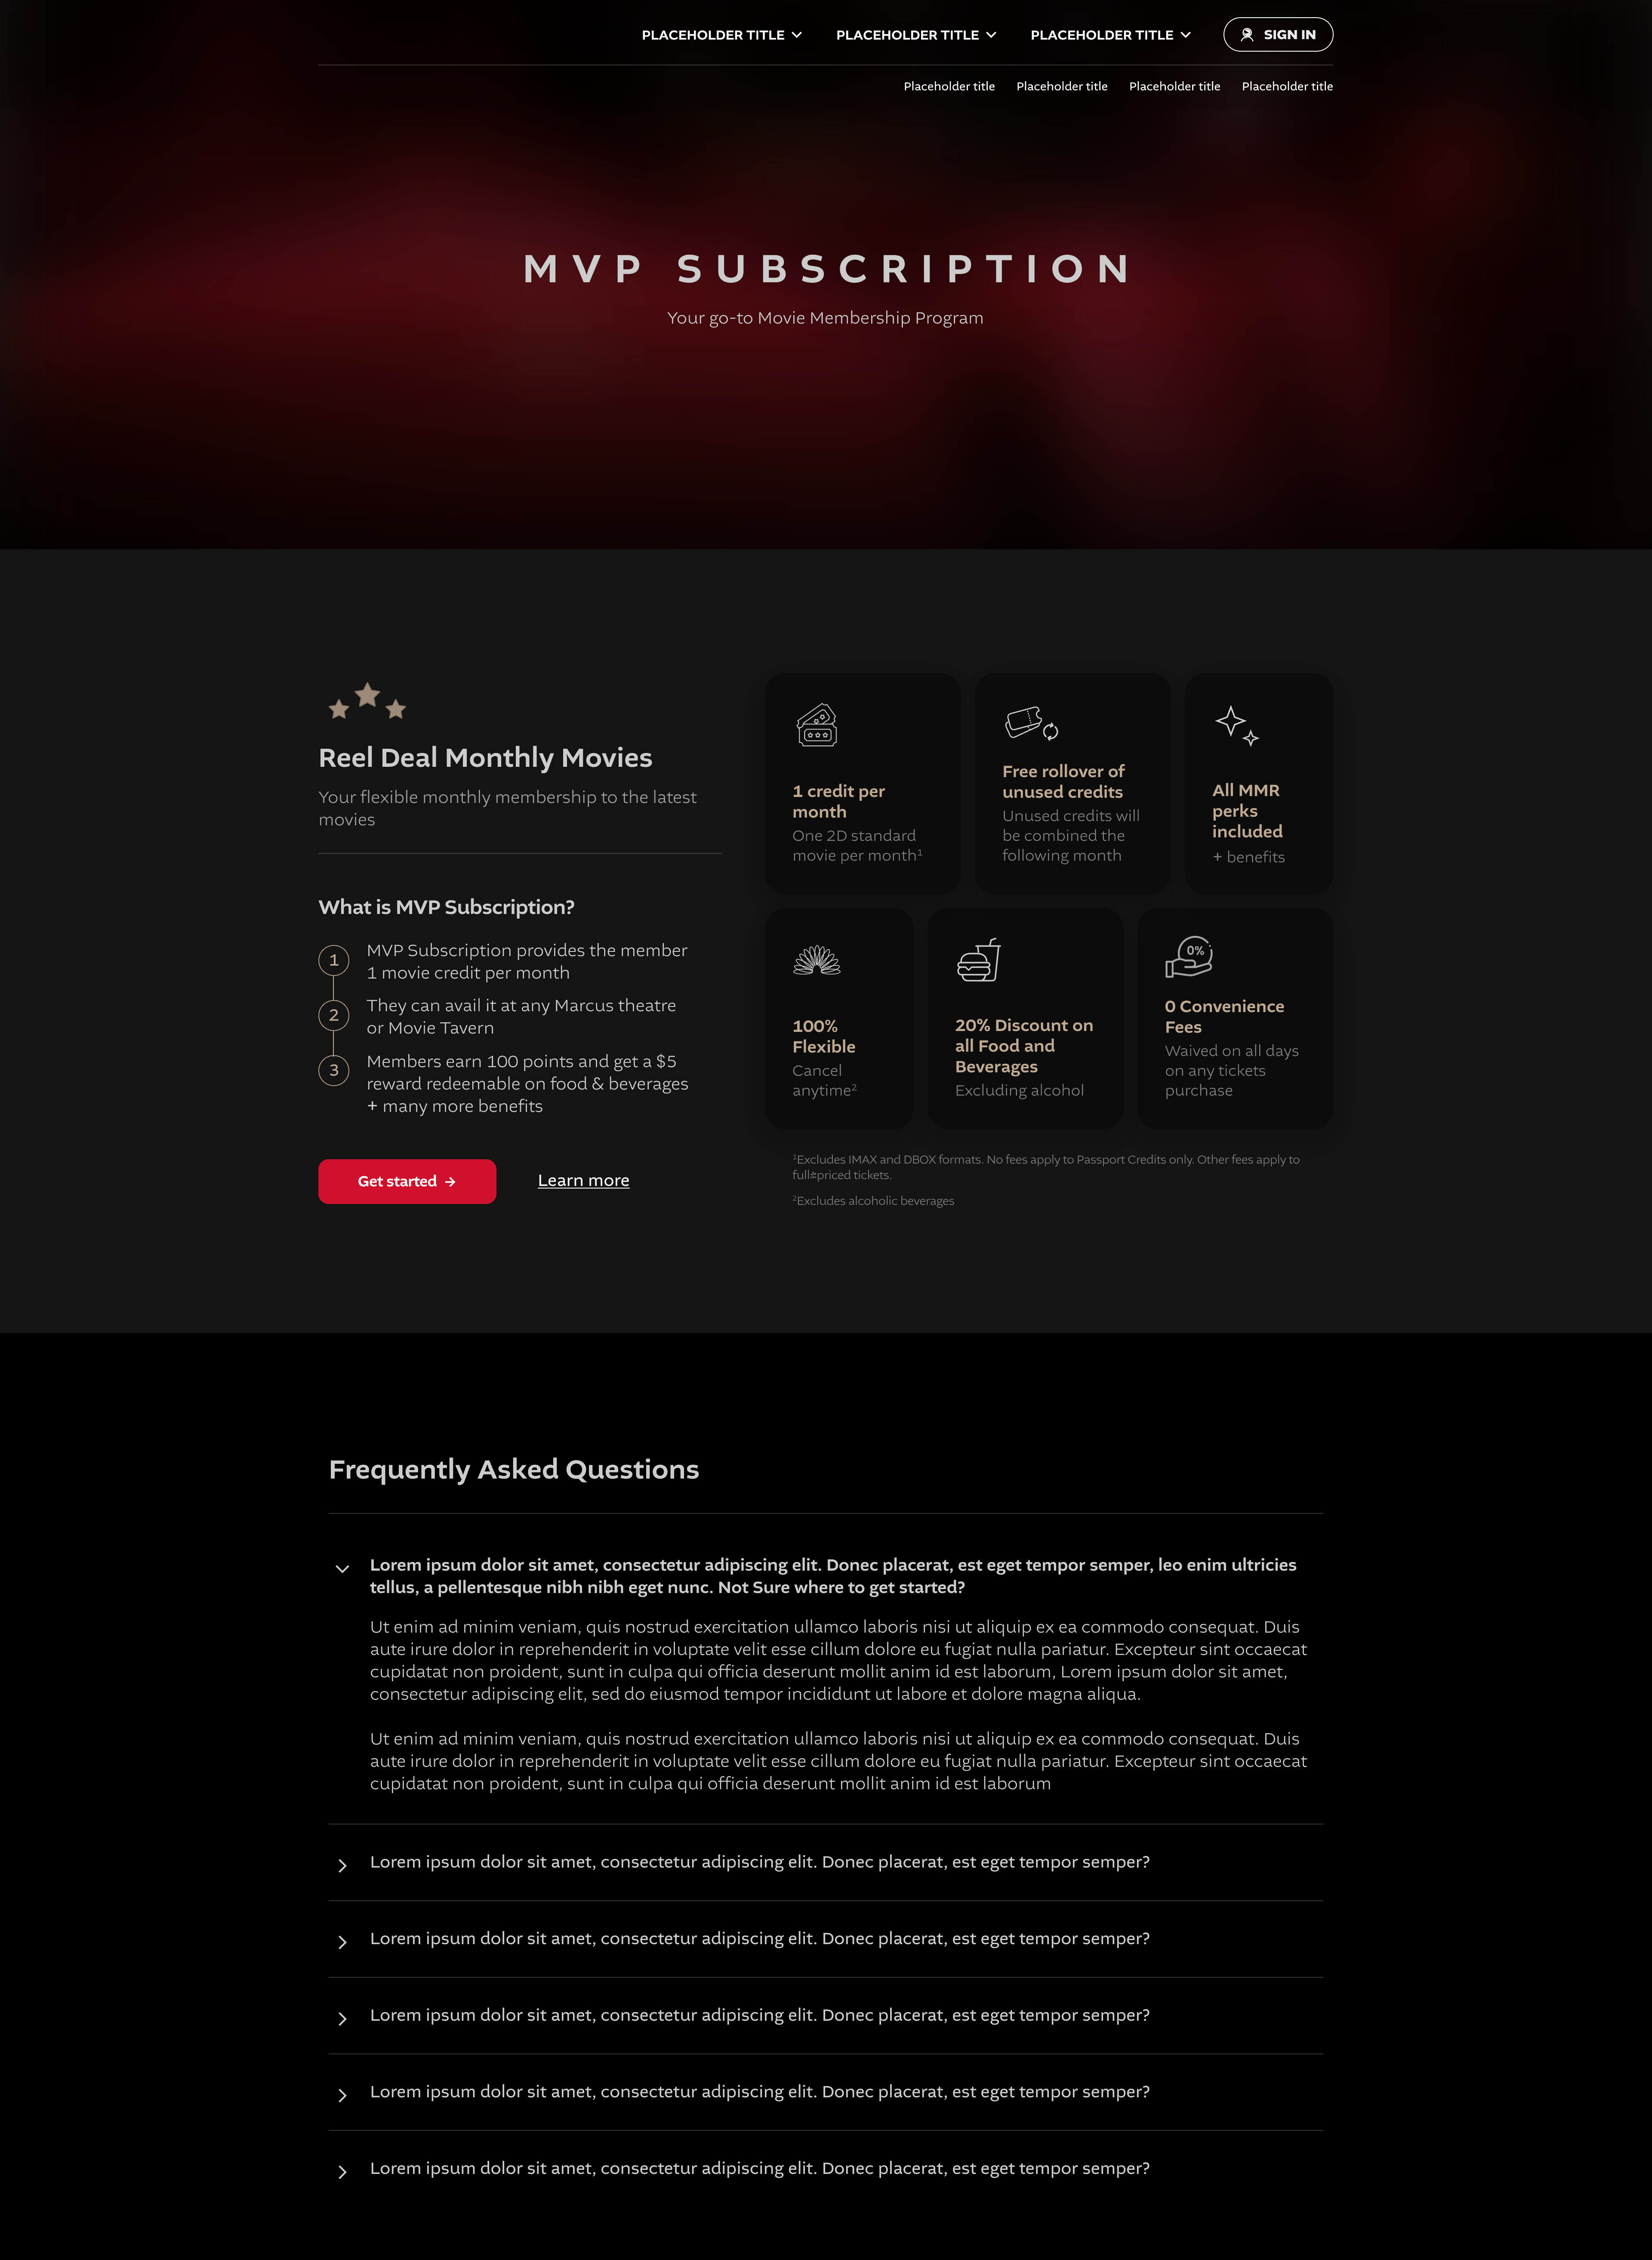 PLACEHOLDER TITLE PLACEHOLDER TITLE PLACEHOLDER TITLE SIGN IN
Placeholder title Placeholder title Placeholder title Placeholder title
MVP SUBSCRIPTION
Your go-to Movie Membership Program
Reel Deal Monthly Movies
Your flexible monthly membership to the latest
movies
What is MVP Subscription?
1 MVP Subscription provides the member
1 movie credit per month
2 They can avail it at any Marcus theatre
or Movie Tavern
3 Members earn 100 points and get a $5
reward redeemable on food & beverages
+ many more benefits
Get started →
Learn more
1 credit per
month
One 2D standard
movie per month¹
Free rollover of
unused credits
Unused credits will
be combined the
following month
All MMR
perks
included
+ benefits
100%
Flexible
Cancel
anytime²
20% Discount on
all Food and
Beverages
Excluding alcohol
0%
0 Convenience
Fees
Waived on all days
on any tickets
purchase
¹Excludes IMAX and DBOX formats. No fees apply to Passport Credits only. Other fees apply to
full-priced tickets.
²Excludes alcoholic beverages
Frequently Asked Questions
Lorem ipsum dolor sit amet, consectetur adipiscing elit. Donec placerat, est eget tempor semper, leo enim ultricies
tellus, a pellentesque nibh nibh eget nunc. Not Sure where to get started?
Ut enim ad minim veniam, quis nostrud exercitation ullamco laboris nisi ut aliquip ex ea commodo consequat. Duis
aute irure dolor in reprehenderit in voluptate velit esse cillum dolore eu fugiat nulla pariatur. Excepteur sint occaecat
cupidatat non proident, sunt in culpa qui officia deserunt mollit anim id est laborum, Lorem ipsum dolor sit amet,
consectetur adipiscing elit, sed do eiusmod tempor incididunt ut labore et dolore magna aliqua.
Ut enim ad minim veniam, quis nostrud exercitation ullamco laboris nisi ut aliquip ex ea commodo consequat. Duis
aute irure dolor in reprehenderit in voluptate velit esse cillum dolore eu fugiat nulla pariatur. Excepteur sint occaecat
cupidatat non proident, sunt in culpa qui officia deserunt mollit anim id est laborum
Lorem ipsum dolor sit amet, consectetur adipiscing elit. Donec placerat, est eget tempor semper?
Lorem ipsum dolor sit amet, consectetur adipiscing elit. Donec placerat, est eget tempor semper?
Lorem ipsum dolor sit amet, consectetur adipiscing elit. Donec placerat, est eget tempor semper?
Lorem ipsum dolor sit amet, consectetur adipiscing elit. Donec placerat, est eget tempor semper?
Lorem ipsum dolor sit amet, consectetur adipiscing elit. Donec placerat, est eget tempor semper?